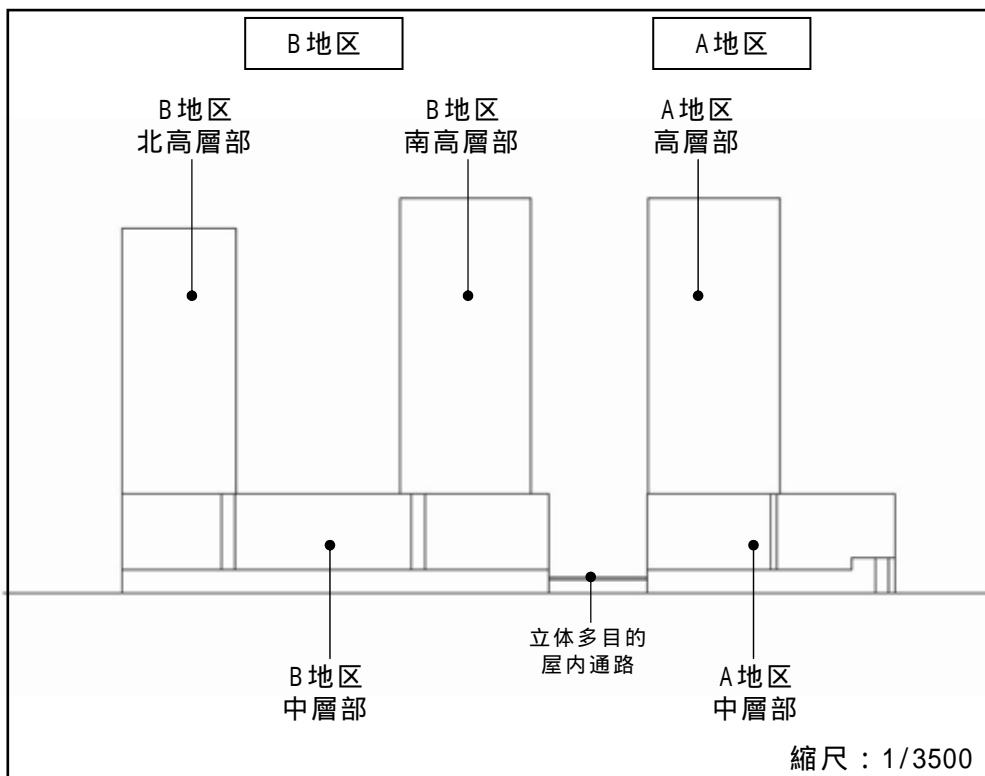 B地区
A地区
B地区
北高層部
B地区
南高層部
A地区
高層部
立体多目的
屋内通路
B地区
中層部
A地区
中層部
縮尺：1/3500